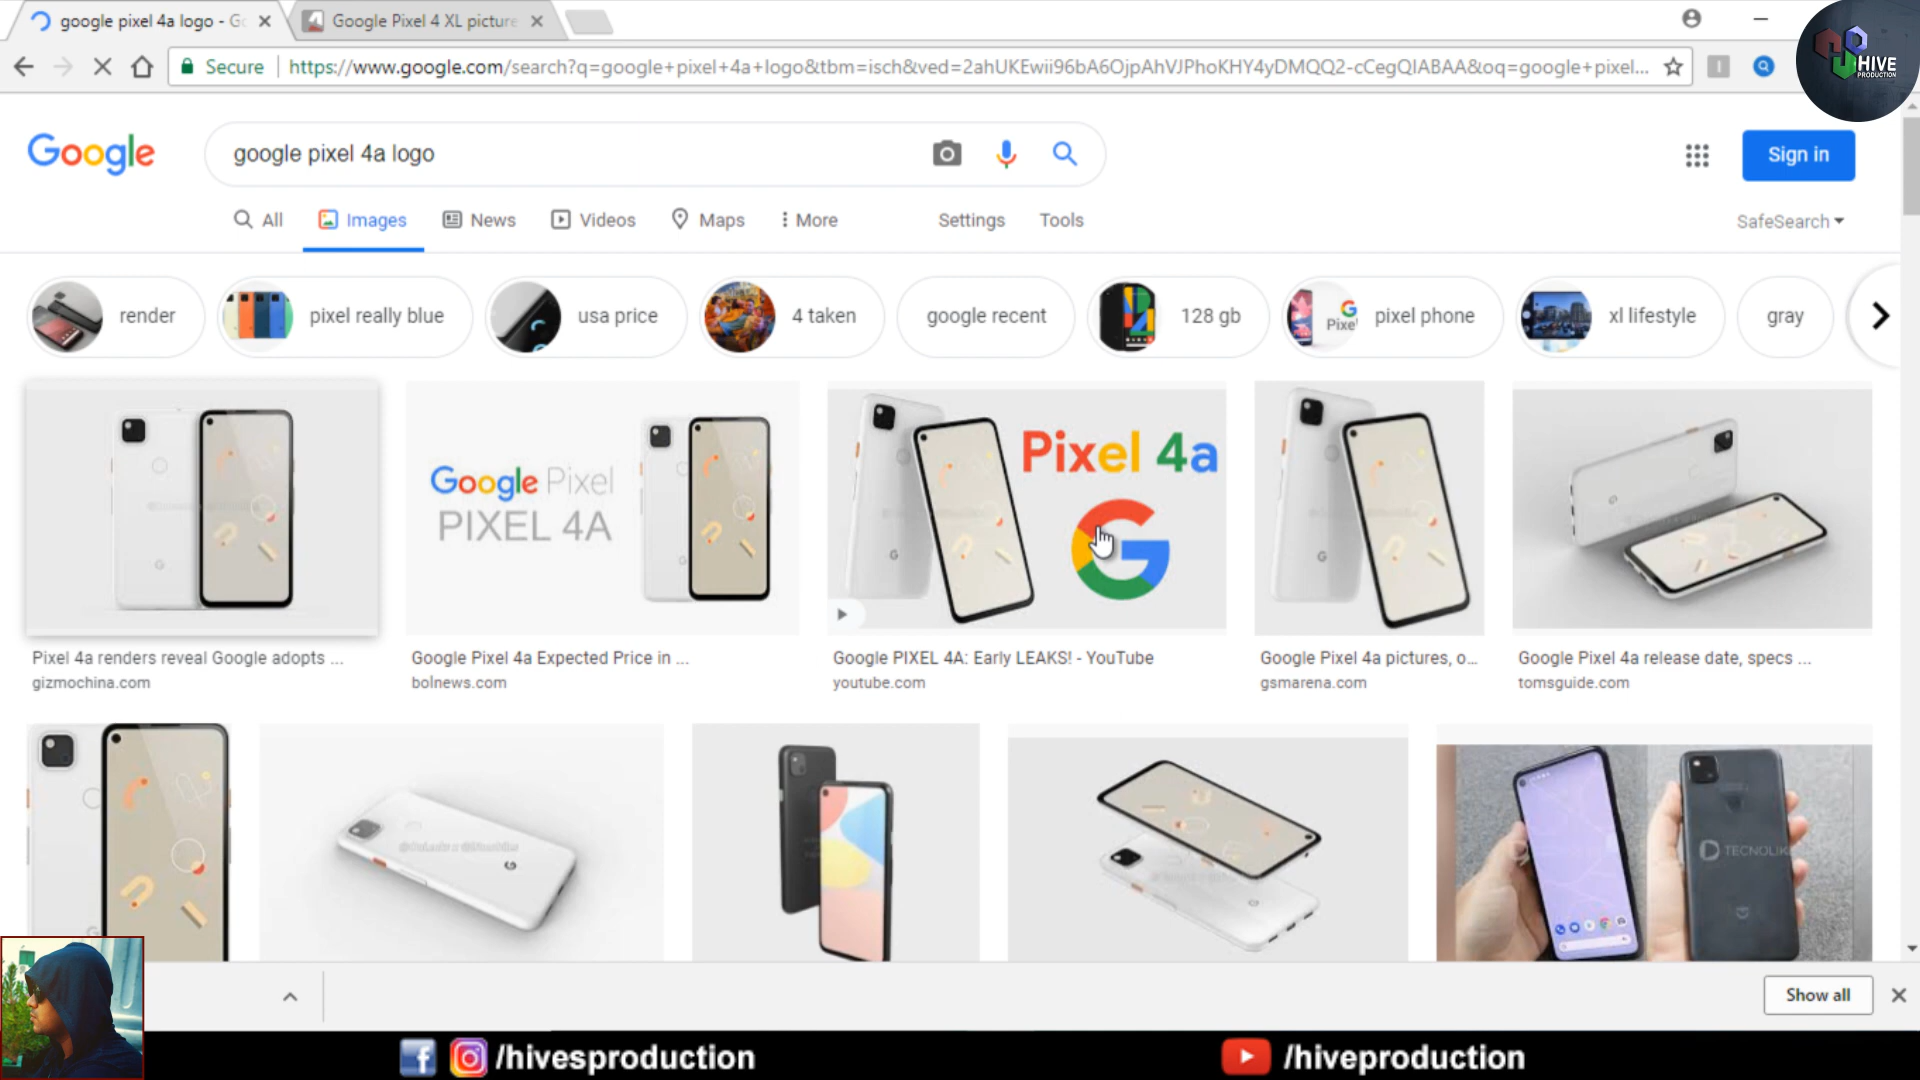 google pixel 4a logo - Go
Google Pixel 4 XL picture
Secure
https://www.google.com/search?q=google+pixel+4a+logo&tbm=isch&ved=2ahUKEwii96bA6OjpAhVJPhoKHY4yDMQQ2-cCegQIABAA&oq=google+pixel...
HIVE
PRODUCTION
Google
google pixel 4a logo
Sign in
All
Images
News
Videos
Maps
More
Settings
Tools
SafeSearch
render
pixel really blue
usa price
4 taken
google recent
128 gb
Pixe
pixel phone
xl lifestyle
gray
Google Pixel
PIXEL 4A
Pixel 4a
G
Pixel 4a renders reveal Google adopts ...
gizmochina.com
Google Pixel 4a Expected Price in ...
bolnews.com
Google PIXEL 4A: Early LEAKS! - YouTube
youtube.com
Google Pixel 4a pictures, o...
gsmarena.com
Google Pixel 4a release date, specs ...
tomsguide.com
TECNOLIK
Show all
/hivesproduction
/hiveproduction